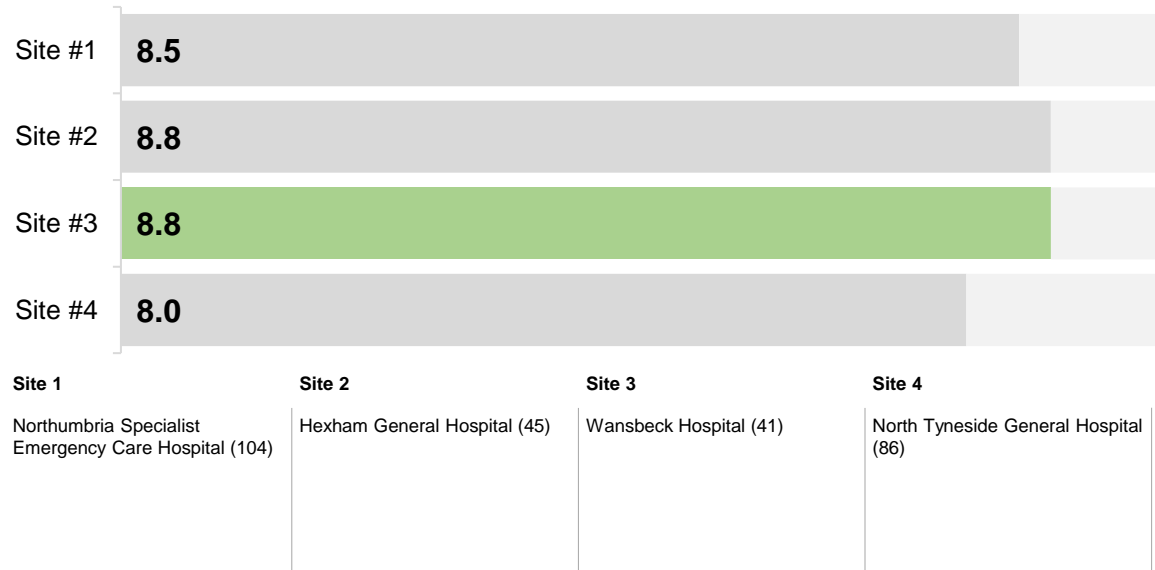 Site #1
8.5
Site #2
8.8
Site #3
8.8
Site #4
8.0
Site 1
Northumbria Specialist
Emergency Care Hospital (104)
Site 2
Hexham General Hospital (45)
Site 3
Wansbeck Hospital (41)
Site 4
North Tyneside General Hospital
(86)